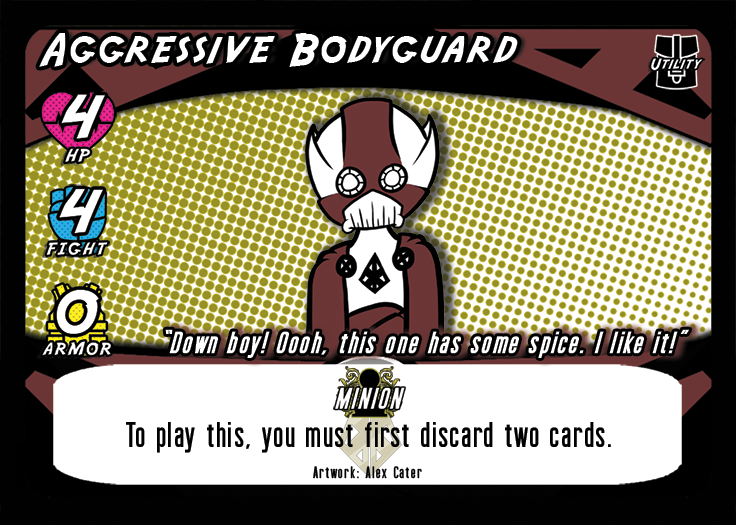 Aggressive Bodyguard
Utility
4
HP
4
Fight
0
Armor
"Down boy! Oooh, this one has some spice. I like it!"
Minion
To play this, you must first discard two cards.
Artwork: Alex Cater